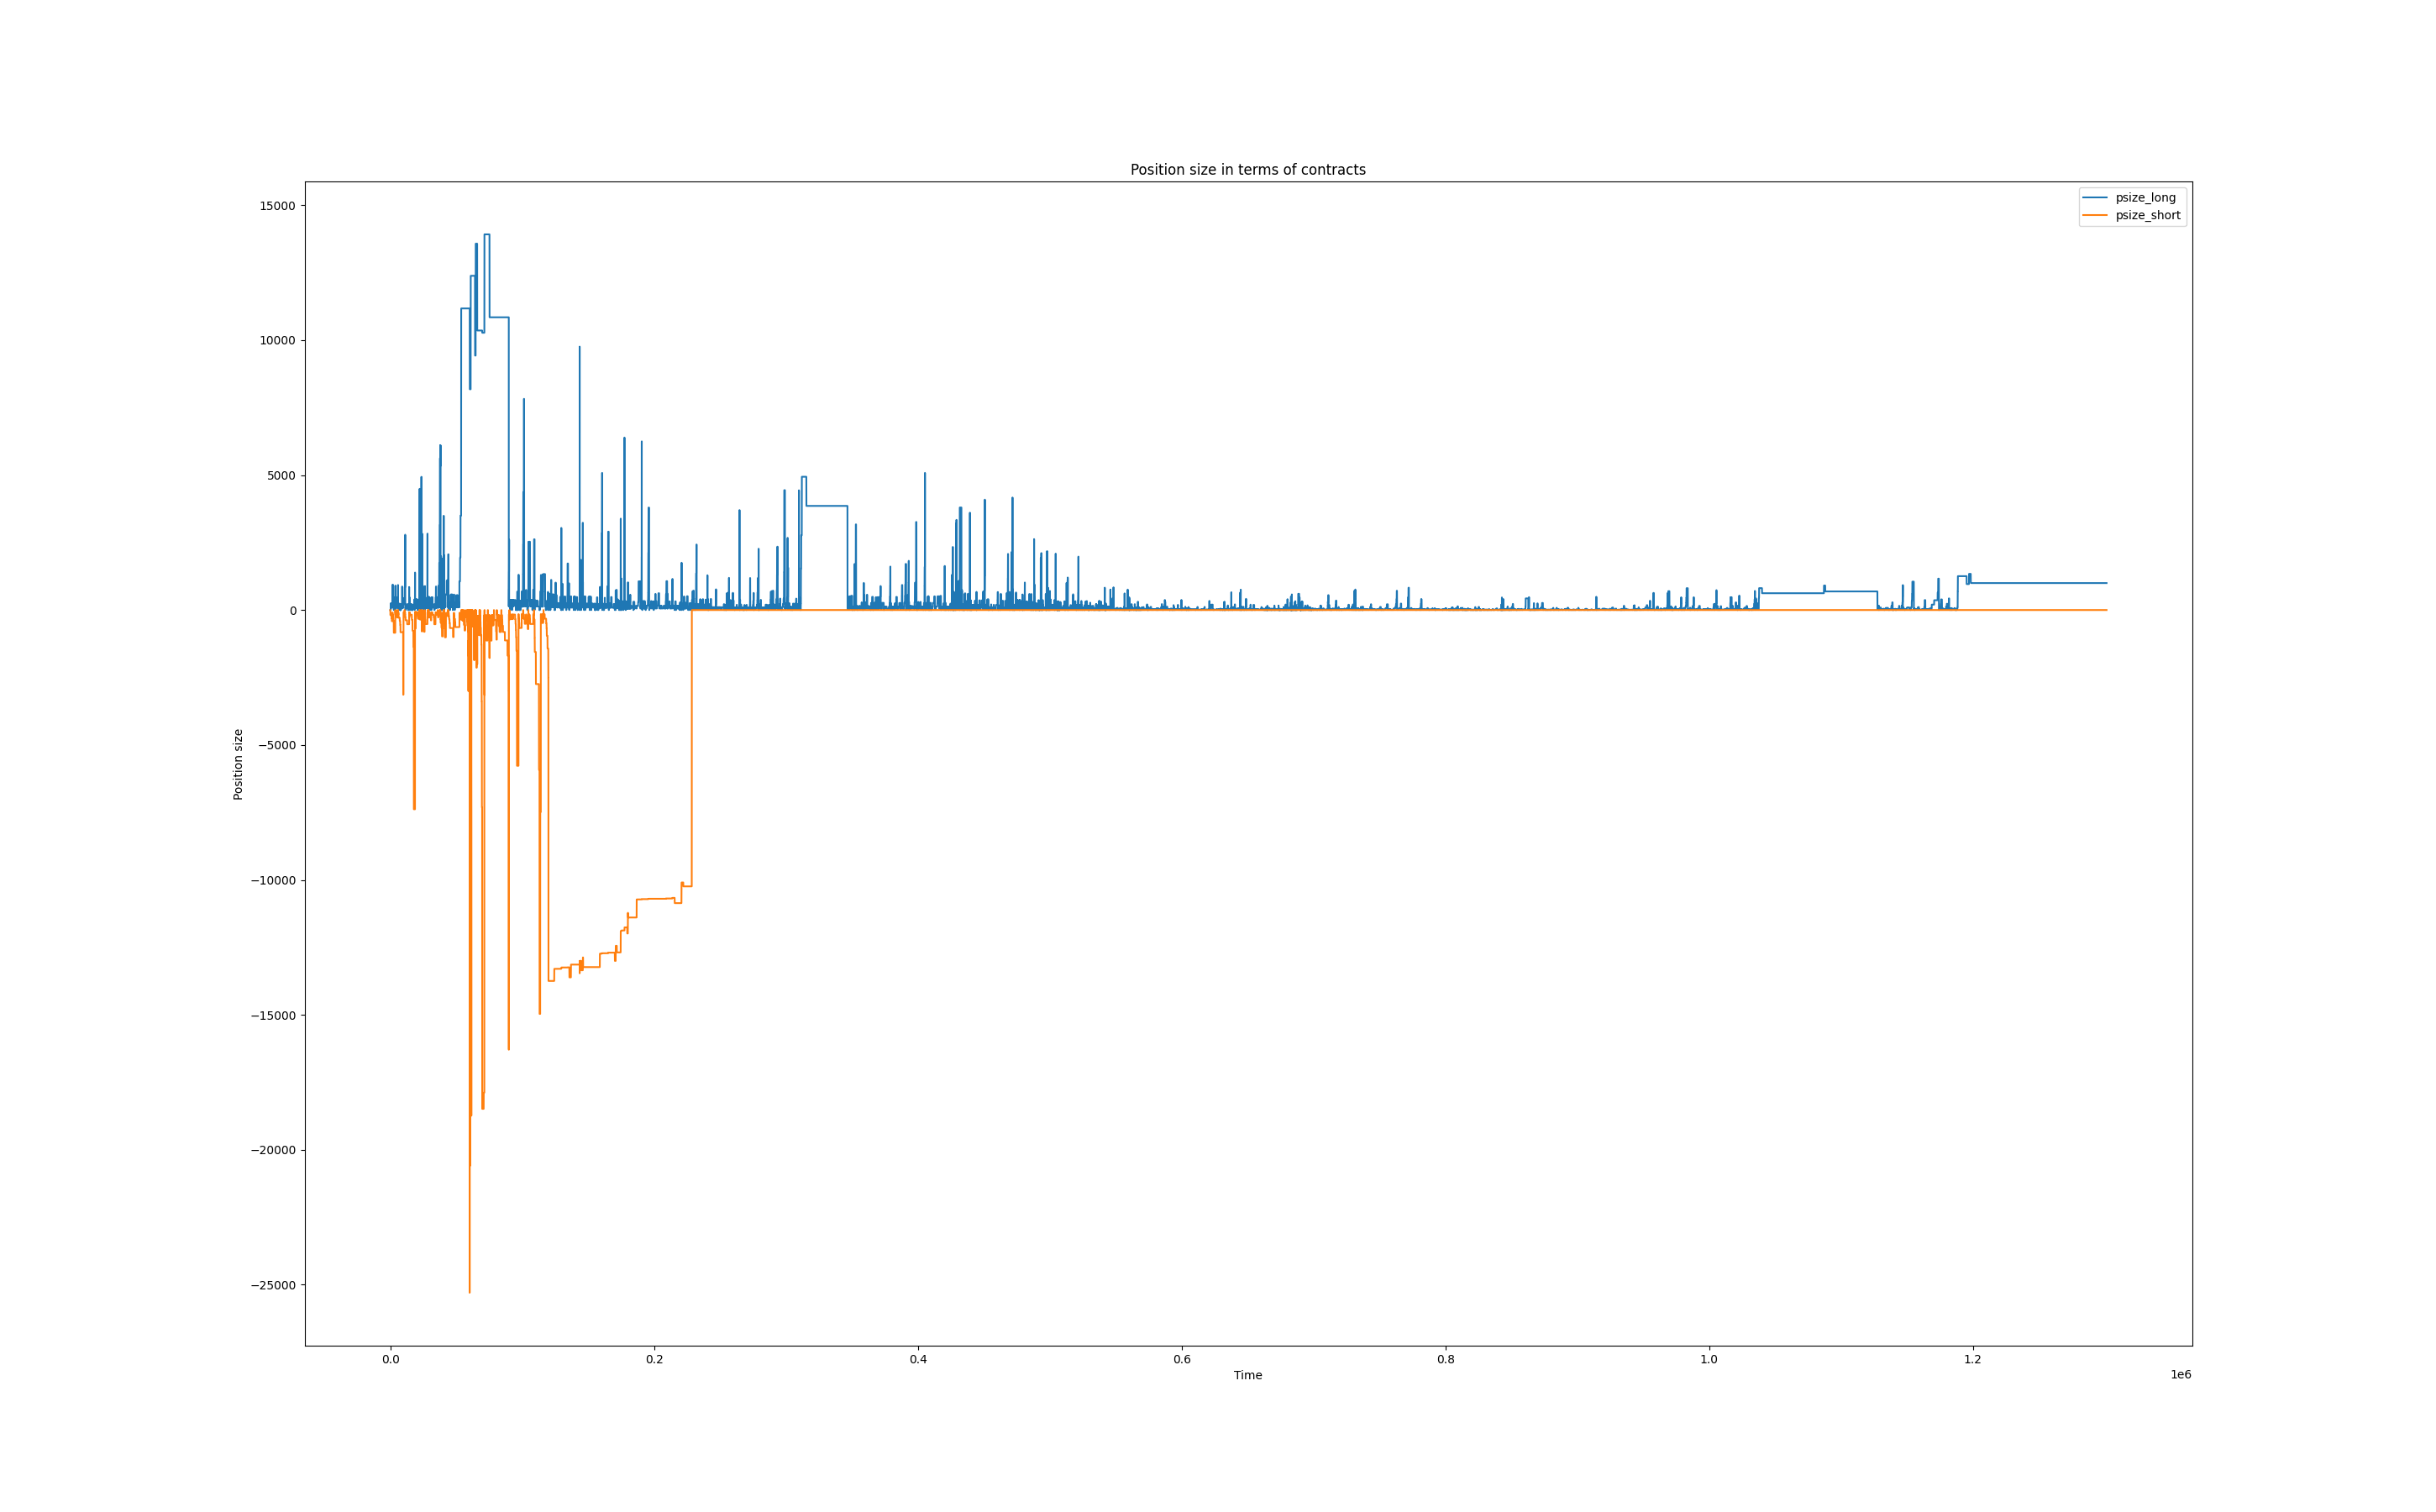 Position size in terms of contracts
psize_long
psize_short
15000
10000
5000
0
−5000
−10000
−15000
−20000
−25000
Position size
0.0 0.2 0.4 0.6 0.8 1.0 1.2
Time
1e6